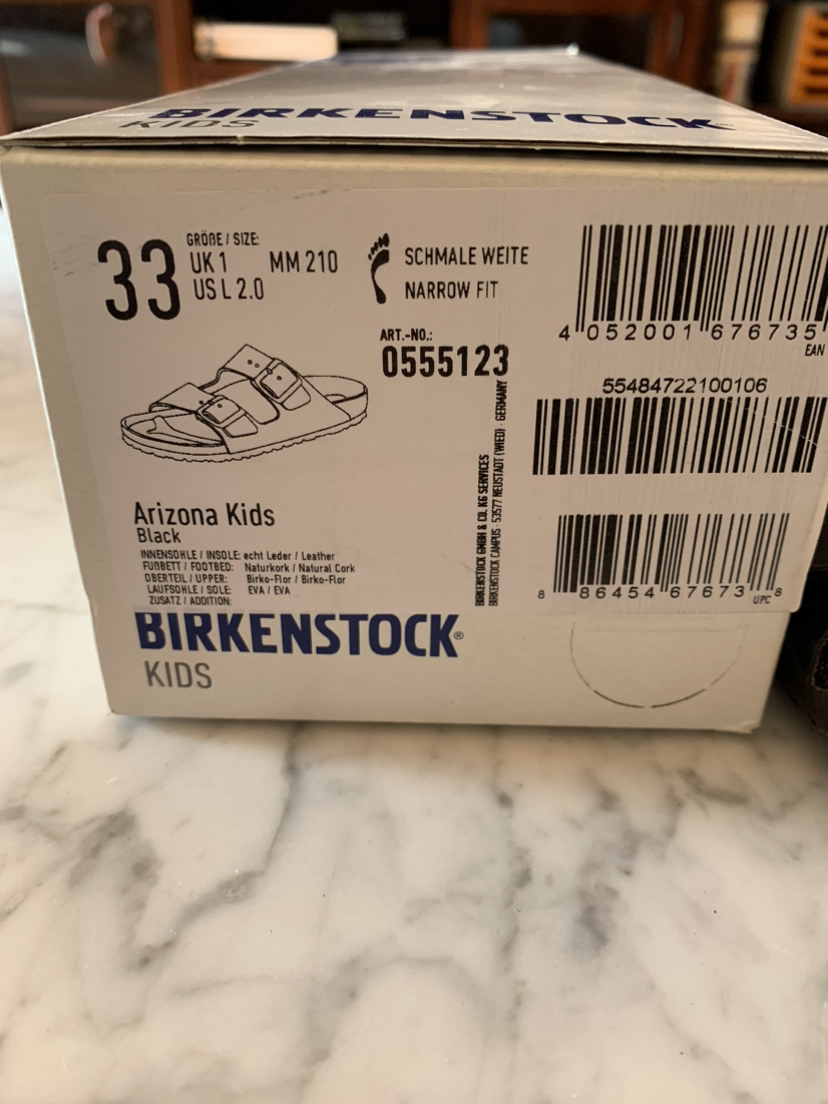 BIRKENSTOCK
KIDS
33
GRÖßE / SIZE:
UK 1 MM 210
US L 2.0
SCHMALE WEITE
NARROW FIT
ART.-NO.:
0555123
4 052001 676735
EAN
55484722100106
BIRKENSTOCK GMBH & CO. KG SERVICES
BIRKENSTOCK CAMPUS · 53577 NEUSTADT (WIED) · GERMANY
Arizona Kids
Black
INNENSOHLE / INSOLE: echt Leder / Leather
FUßBETT / FOOTBED: Naturkork / Natural Cork
OBERTEIL / UPPER: Birko-Flor / Birko-Flor
LAUFSOHLE / SOLE: EVA / EVA
ZUSATZ / ADDITION:
8 86454 67673 8
UPC
BIRKENSTOCK®
KIDS